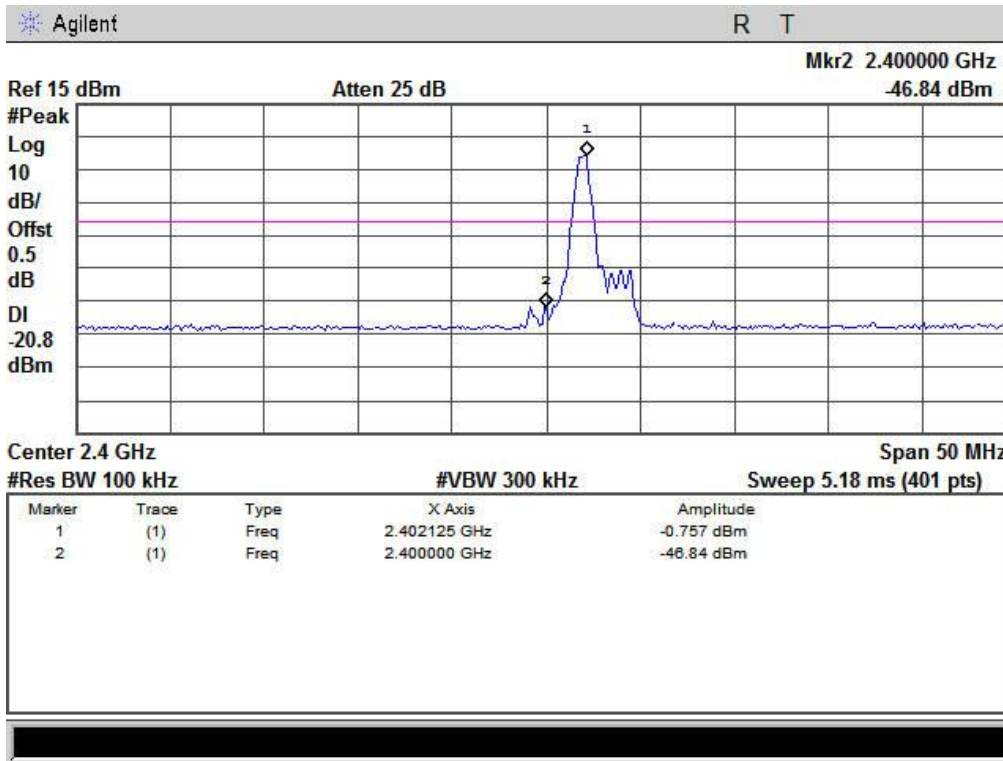 Agilent R T
Mkr2 2.400000 GHz
Ref 15 dBm Atten 25 dB -46.84 dBm
#Peak
Log
10
dB/
Offst
0.5
dB
DI
-20.8
dBm
1
2
Center 2.4 GHz Span 50 MHz
#Res BW 100 kHz #VBW 300 kHz Sweep 5.18 ms (401 pts)
Marker Trace Type X Axis Amplitude
1 (1) Freq 2.402125 GHz -0.757 dBm
2 (1) Freq 2.400000 GHz -46.84 dBm